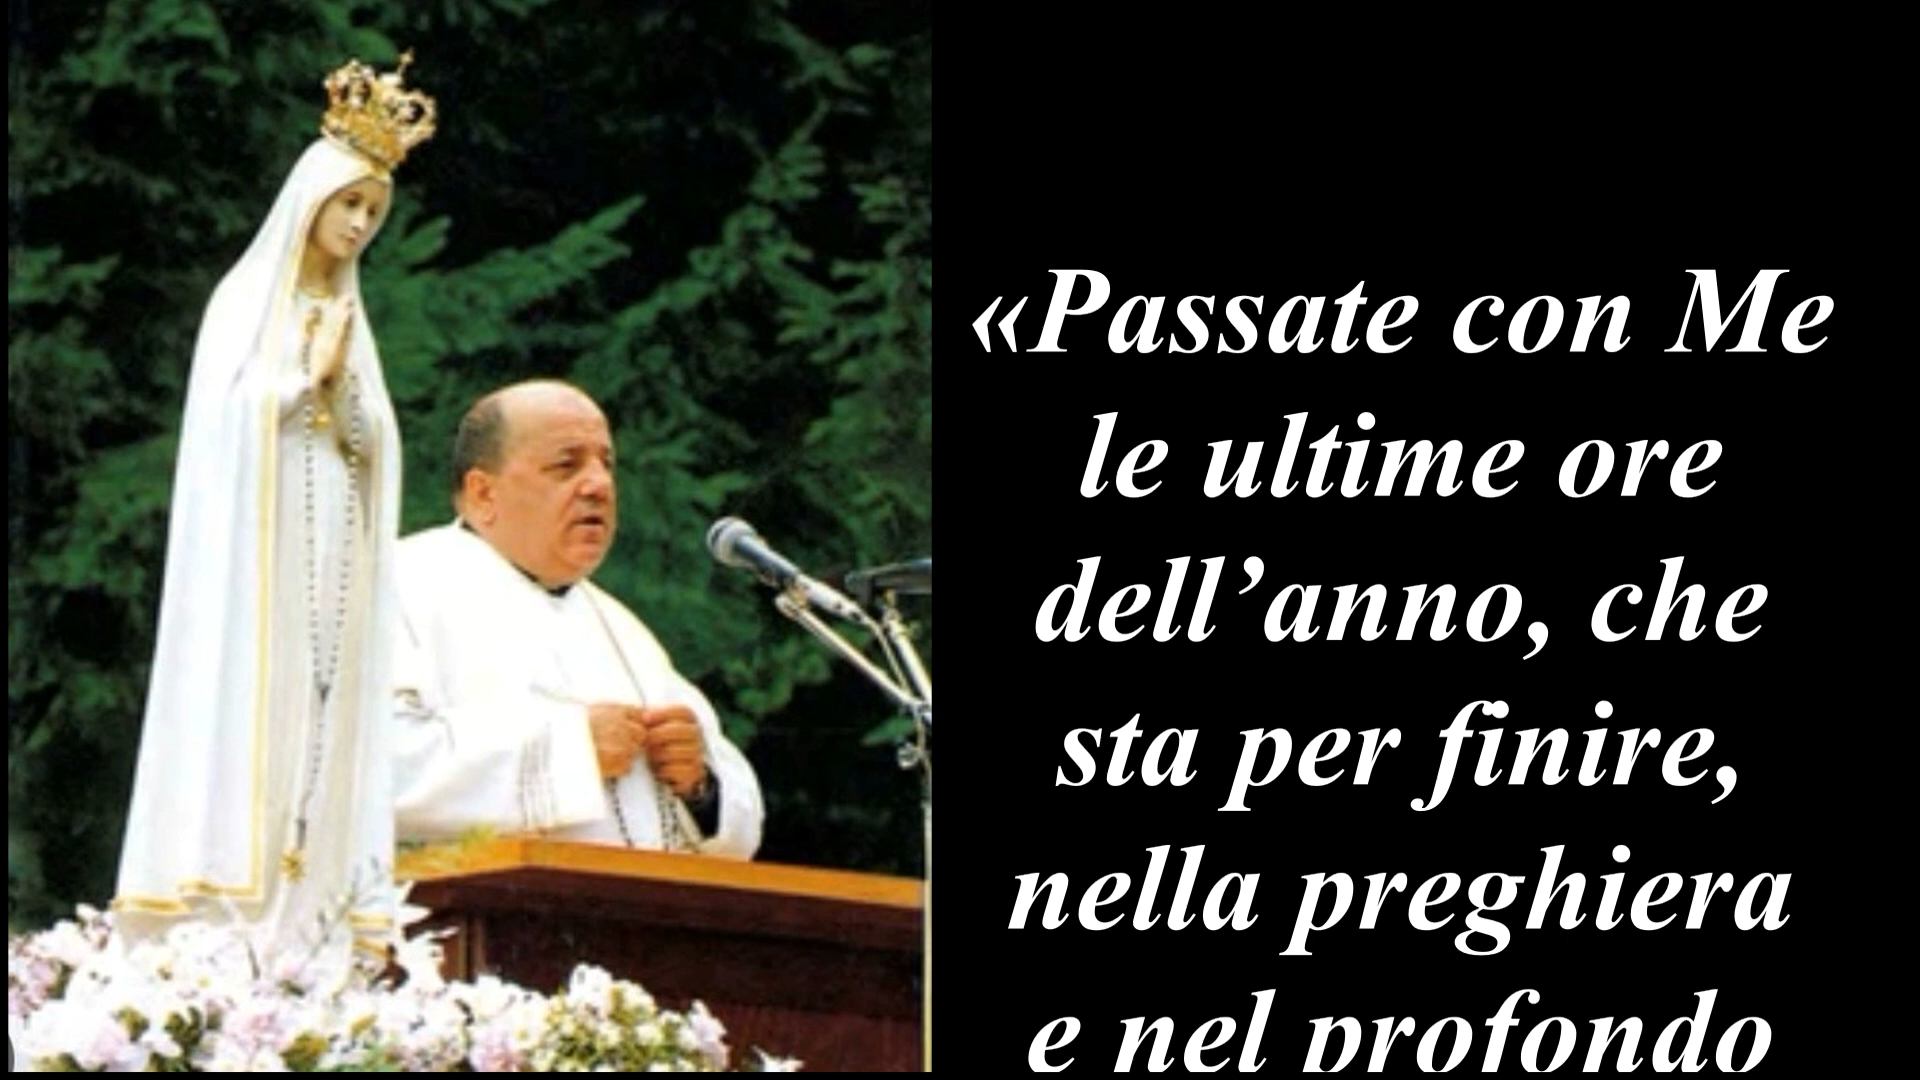 «Passate con Me
le ultime ore
dell’anno, che
sta per finire,
nella preghiera
e nel profondo